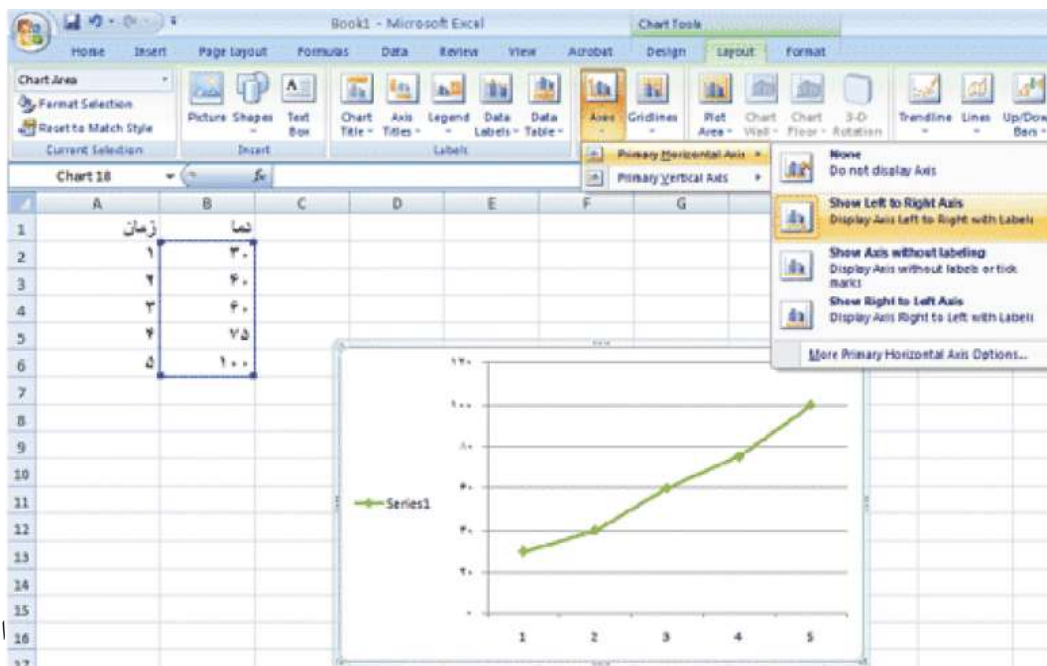 Book1 - Microsoft Excel
Chart Tools
Home Insert Page Layout Formulas Data Review View Acrobat Design Layout Format
Chart Area
Format Selection
Reset to Match Style
Current Selection
Picture Shapes Text Box
Insert
Chart Title Axis Titles Legend Data Labels Data Table
Labels
Axes Gridlines
Plot Area Chart Wall Chart Floor 3-D Rotation
Trendline Lines Up/Down Bars
Primary Horizontal Axis
Primary Vertical Axis
None
Do not display Axis
Show Left to Right Axis
Display Axis Left to Right with Labels
Show Axis without labeling
Display Axis without labels or tick marks
Show Right to Left Axis
Display Axis Right to Left with Labels
More Primary Horizontal Axis Options...
Chart 18 fx
A B C D E F G
1 زمان دما
2 ۱ ۳۰
3 ۲ ۴۰
4 ۳ ۶۰
5 ۴ ۷۵
6 ۵ ۱۰۰
7
8
9
10
11
12
13
14
15
16
17
۱۲۰
۱۰۰
۸۰
۶۰
۴۰
۲۰
۰
Series1
1 2 3 4 5